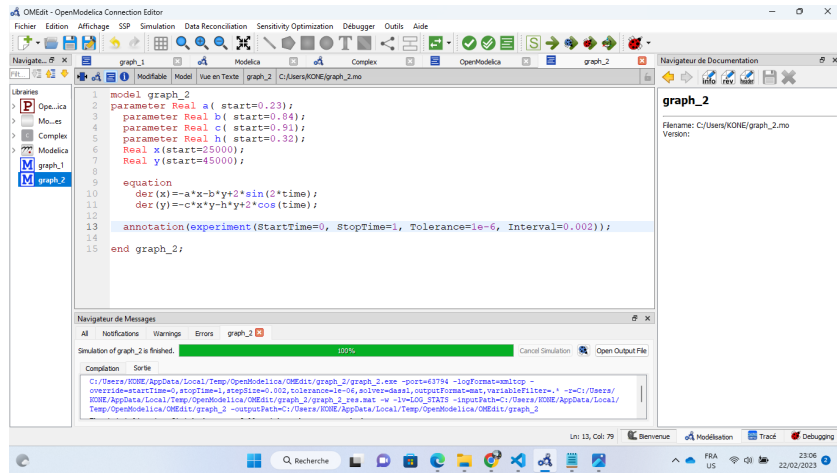 OMEdit - OpenModelica Connection Editor
Fichier Edition Affichage SSP Simulation Data Reconciliation Sensitivity Optimization Débugger Outils Aide
Navigate...
graph_1 Modelica Complex OpenModelica graph_2
Navigateur de Documentation
Modifiable Model Vue en Texte graph_2 C:/Users/KONE/graph_2.mo
Libraries
Ope...ica
Mo...es
Complex
Modelica
graph_1
graph_2
1 model graph_2
2 parameter Real a( start=0.23);
3 parameter Real b( start=0.84);
4 parameter Real c( start=0.91);
5 parameter Real h( start=0.32);
6 Real x(start=25000);
7 Real y(start=45000);
8
9 equation
10 der(x)=-a*x-b*y+2*sin(2*time);
11 der(y)=-c*x*y-h*y+2*cos(time);
12
13 annotation(experiment(StartTime=0, StopTime=1, Tolerance=1e-6, Interval=0.002));
14
15 end graph_2;
graph_2
Filename: C:/Users/KONE/graph_2.mo
Version:
Navigateur de Messages
All Notifications Warnings Errors graph_2
Simulation of graph_2 is finished. 100% Cancel Simulation Open Output File
Compilation Sortie
C:/Users/KONE/AppData/Local/Temp/OpenModelica/OMEdit/graph_2/graph_2.exe -port=63794 -logFormat=xmltcp -
override=startTime=0,stopTime=1,stepSize=0.002,tolerance=1e-06,solver=dassl,outputFormat=mat,variableFilter=.* -r=C:/Users/
KONE/AppData/Local/Temp/OpenModelica/OMEdit/graph_2/graph_2_res.mat -w -lv=LOG_STATS -inputPath=C:/Users/KONE/AppData/Local/
Temp/OpenModelica/OMEdit/graph_2 -outputPath=C:/Users/KONE/AppData/Local/Temp/OpenModelica/OMEdit/graph_2
Ln: 13, Col: 79 Bienvenue Modélisation Tracé Debugging
Recherche
FRA
US
23:06
22/02/2023